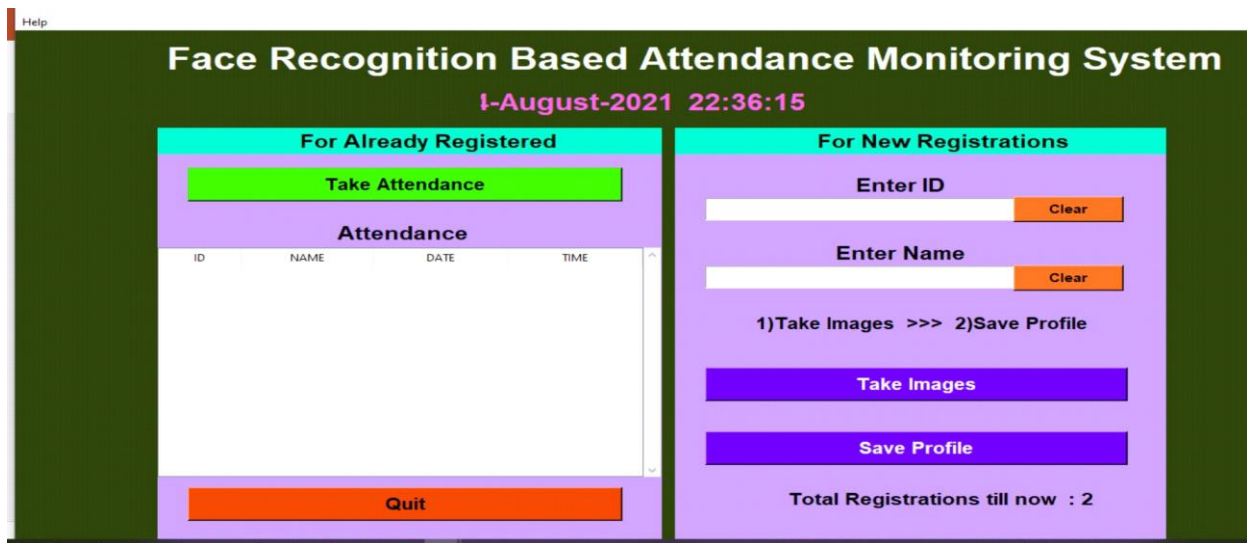 Help
Face Recognition Based Attendance Monitoring System
-August-2021 22:36:15
For Already Registered
Take Attendance
Attendance
ID NAME DATE TIME
Quit
For New Registrations
Enter ID
Clear
Enter Name
Clear
1)Take Images >>> 2)Save Profile
Take Images
Save Profile
Total Registrations till now : 2